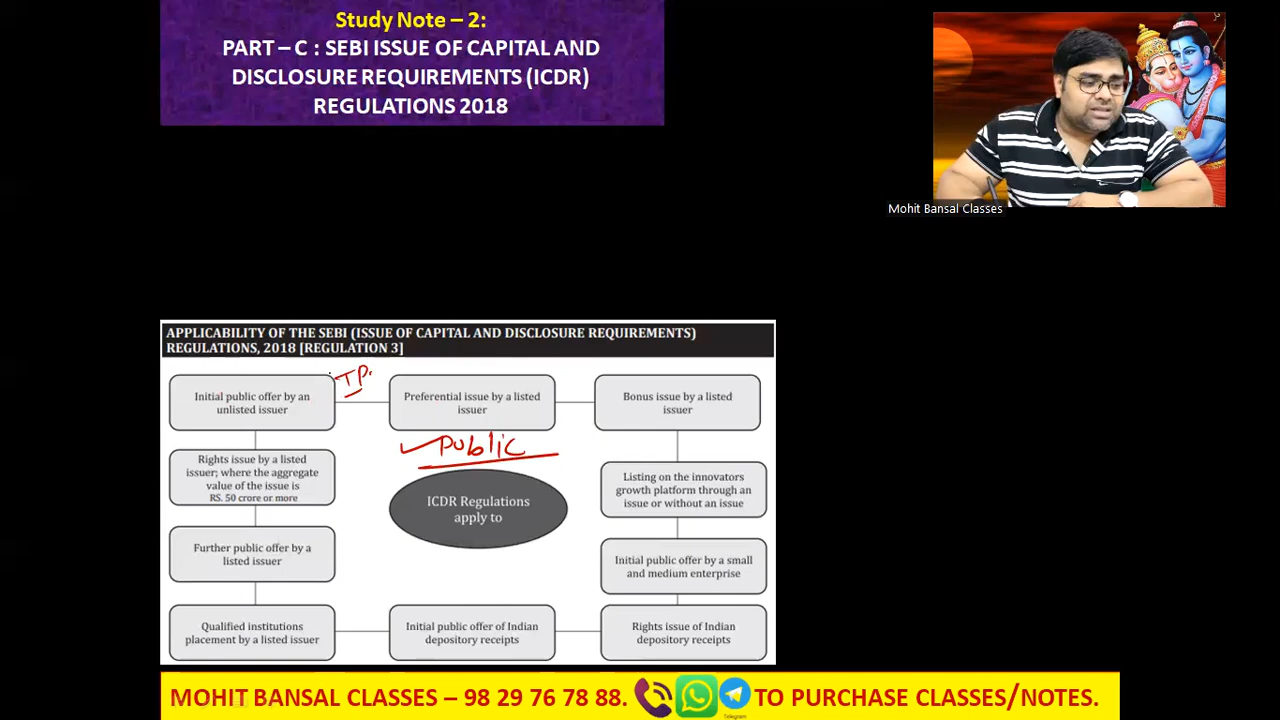 Study Note – 2:
PART – C : SEBI ISSUE OF CAPITAL AND
DISCLOSURE REQUIREMENTS (ICDR)
REGULATIONS 2018
Mohit Bansal Classes
APPLICABILITY OF THE SEBI (ISSUE OF CAPITAL AND DISCLOSURE REQUIREMENTS)
REGULATIONS, 2018 [REGULATION 3]
Initial public offer by an
unlisted issuer
Preferential issue by a listed
issuer
Bonus issue by a listed
issuer
Public
Rights issue by a listed
issuer; where the aggregate
value of the issue is
RS. 50 crore or more
ICDR Regulations
apply to
Listing on the innovators
growth platform through an
issue or without an issue
Further public offer by a
listed issuer
Initial public offer by a small
and medium enterprise
Qualified institutions
placement by a listed issuer
Initial public offer of Indian
depository receipts
Rights issue of Indian
depository receipts
MOHIT BANSAL CLASSES – 98 29 76 78 88.
Telegram
TO PURCHASE CLASSES/NOTES.